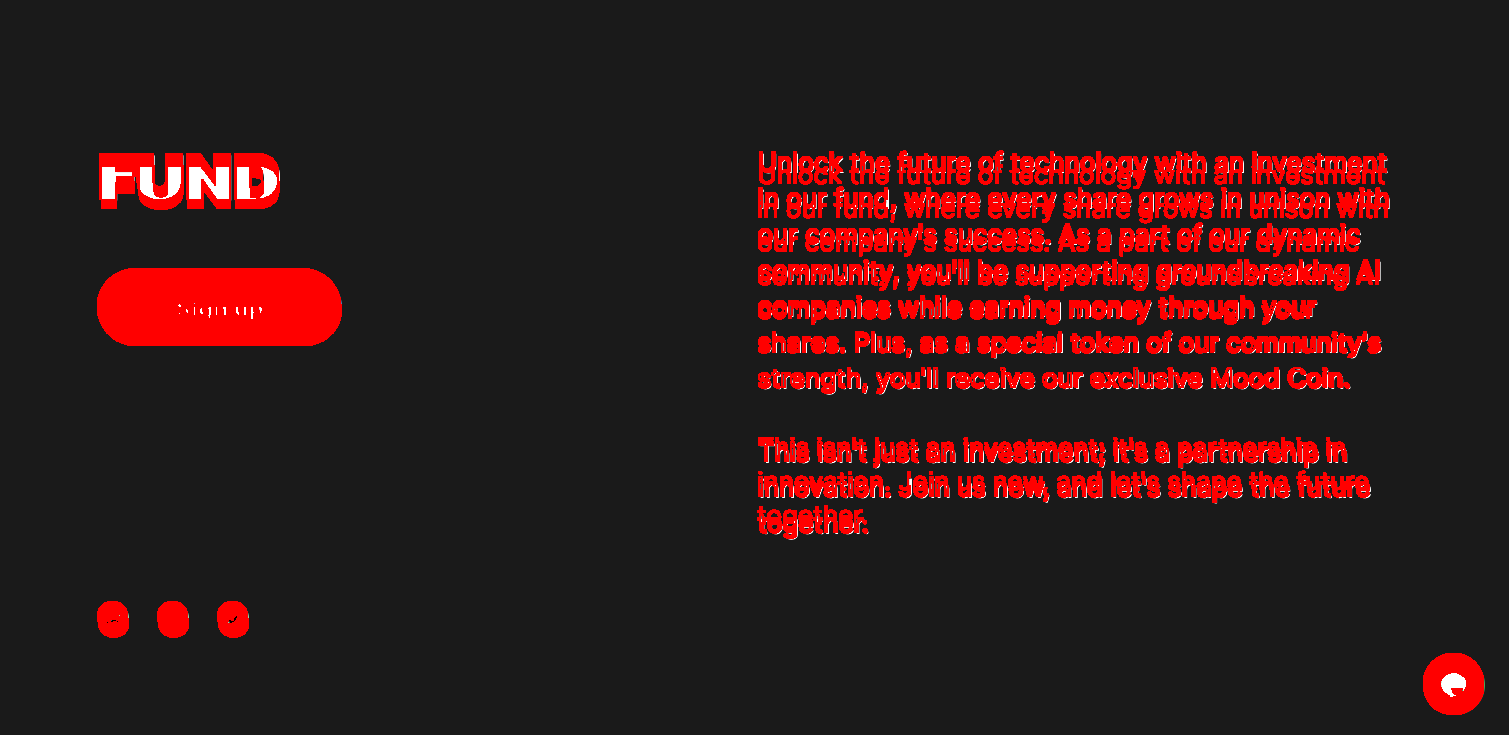 FUND
Sign up
Unlock the future of technology with an investment
in our fund, where every share grows in unison with
our company's success. As a part of our dynamic
community, you'll be supporting groundbreaking AI
companies while earning money through your
shares. Plus, as a special token of our community's
strength, you'll receive our exclusive Mood Coin.
This isn't just an investment; it's a partnership in
innovation. Join us now, and let's shape the future
together.